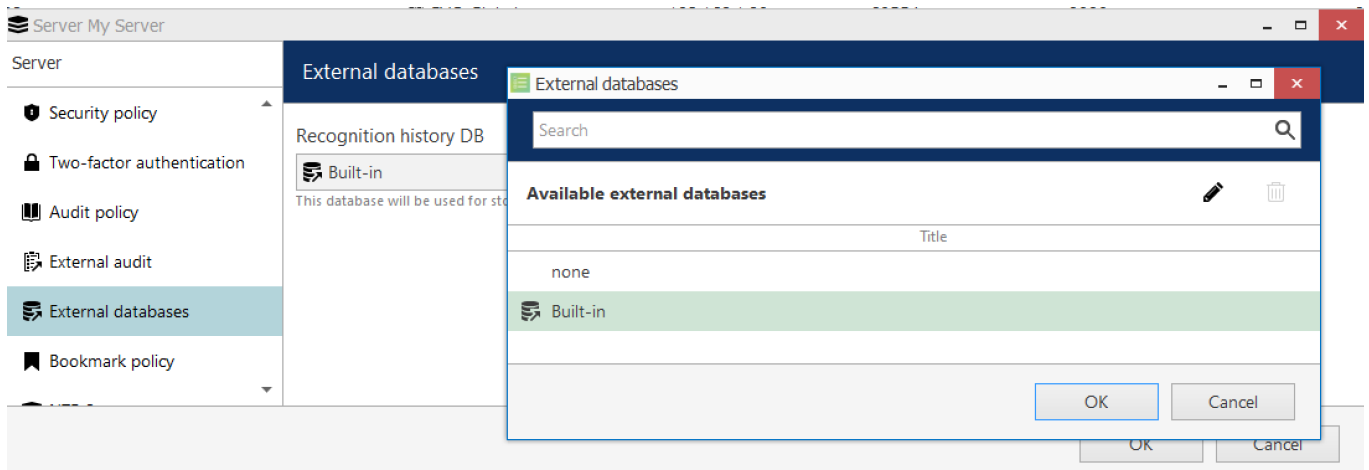 Server My Server
Server
External databases
External databases
Search
Security policy
Two-factor authentication
Audit policy
External audit
External databases
Bookmark policy
Recognition history DB
Built-in
This database will be used for
Available external databases
Title
none
Built-in
OK
Cancel
OK
Cancel